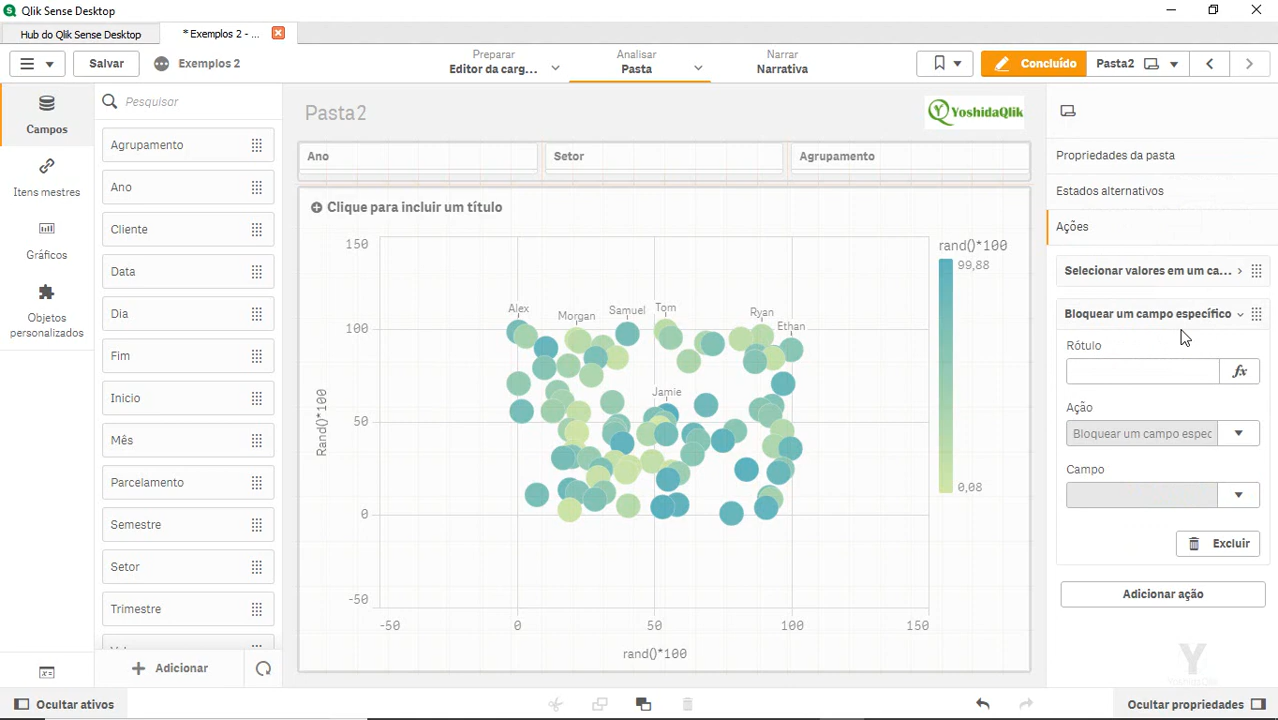 Qlik Sense Desktop
Hub do Qlik Sense Desktop
*Exemplos 2 - ...
Salvar
Exemplos 2
Preparar
Editor da carg...
Analisar
Pasta
Narrar
Narrativa
Concluído
Pasta2
Campos
Itens mestres
Gráficos
Objetos
personalizados
Pesquisar
Agrupamento
Ano
Cliente
Data
Dia
Fim
Inicio
Mês
Parcelamento
Semestre
Setor
Trimestre
Adicionar
Pasta2
YoshidaQlik
Ano
Setor
Agrupamento
Clique para incluir um título
Rand()*100
150
100
50
0
-50
Alex
Morgan
Samuel
Tom
Ryan
Ethan
Jamie
-50
0
50
100
150
rand()*100
rand()*100
99,88
0,08
Propriedades da pasta
Estados alternativos
Ações
Selecionar valores em um ca...
Bloquear um campo específico
Rótulo
fx
Ação
Bloquear um campo espec
Campo
Excluir
Adicionar ação
Y
YoshidaQlik
Ocultar ativos
Ocultar propriedades